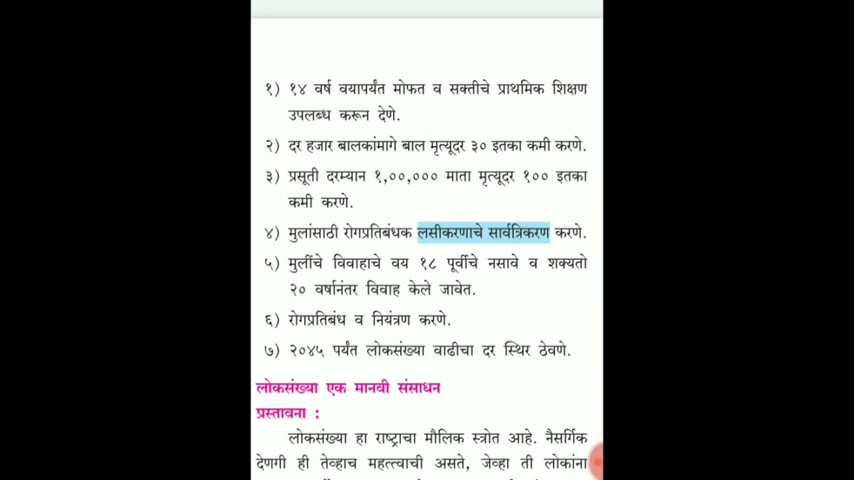 १) १४ वर्ष वयापर्यंत मोफत व सक्तीचे प्राथमिक शिक्षण
उपलब्ध करून देणे.
२) दर हजार बालकांमागे बाल मृत्यूदर ३० इतका कमी करणे.
३) प्रसूती दरम्यान १,००,००० माता मृत्यूदर १०० इतका
कमी करणे.
४) मुलांसाठी रोगप्रतिबंधक लसीकरणाचे सार्वत्रिकरण करणे.
५) मुलींचे विवाहाचे वय १८ पूर्वीचे नसावे व शक्यतो
२० वर्षानंतर विवाह केले जावेत.
६) रोगप्रतिबंध व नियंत्रण करणे.
७) २०४५ पर्यंत लोकसंख्या वाढीचा दर स्थिर ठेवणे.
लोकसंख्या एक मानवी संसाधन
प्रस्तावना :
लोकसंख्या हा राष्ट्राचा मौलिक स्त्रोत आहे. नैसर्गिक
देणगी ही तेव्हाच महत्त्वाची असते, जेव्हा ती लोकांना